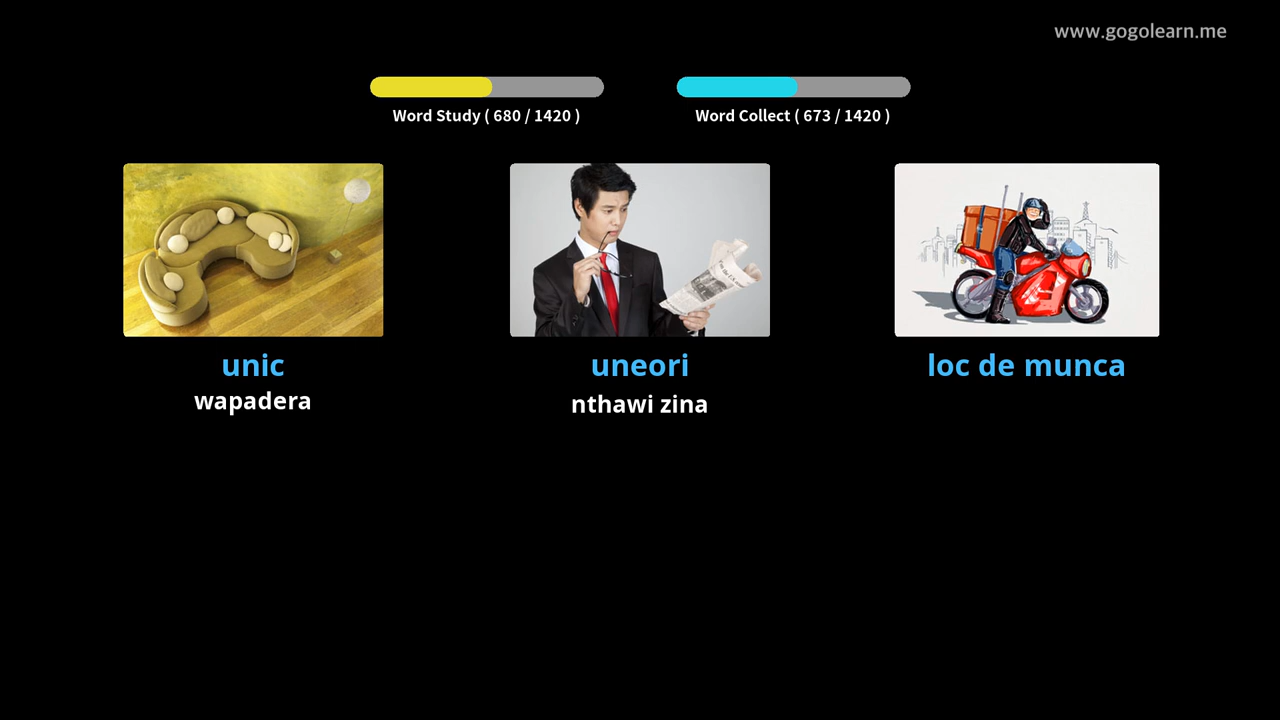 www.gogolearn.me
Word Study ( 680 / 1420 )
Word Collect ( 673 / 1420 )
unic
wapadera
uneori
nthawi zina
loc de munca